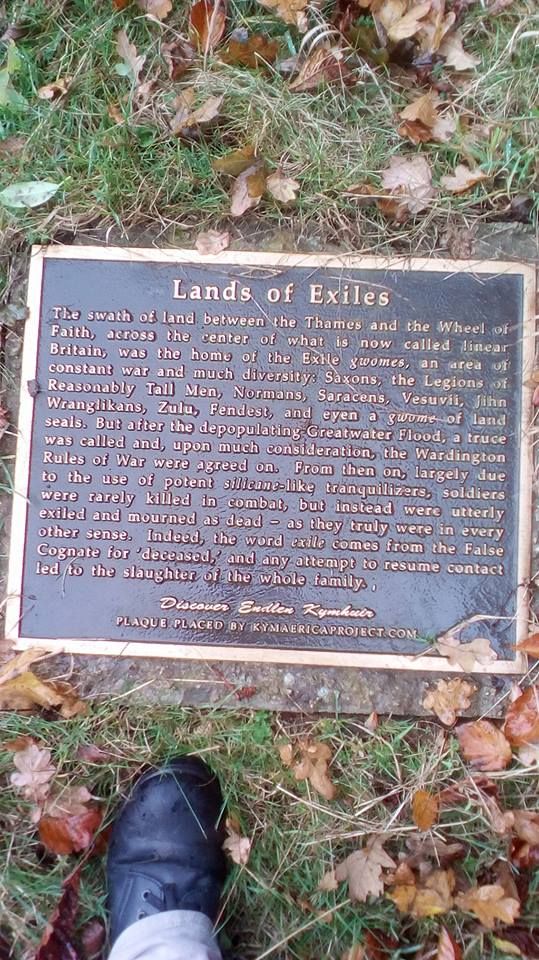 Lands of Exiles
The swath of land between the Thames and the Wheel of
Faith, across the center of what is now called linear
Britain, was the home of the Exile gwomes, an area of
constant war and much diversity: Saxons, the Legions of
Reasonably Tall Men, Normans, Saracens, Vesuvii, Jihn
Wranglikans, Zulu, Fendest, and even a gwome of land
seals. But after the depopulating Greatwater Flood, a truce
was called and, upon much consideration, the Wardington
Rules of War were agreed on. From then on, largely due
to the use of potent silicane-like tranquilizers, soldiers
were rarely killed in combat, but instead were utterly
exiled and mourned as dead – as they truly were in every
other sense. Indeed, the word exile comes from the False
Cognate for 'deceased,' and any attempt to resume contact
led to the slaughter of the whole family.
Discover Endlen Kymhuir
PLAQUE PLACED BY KYMAERICAPROJECT.COM